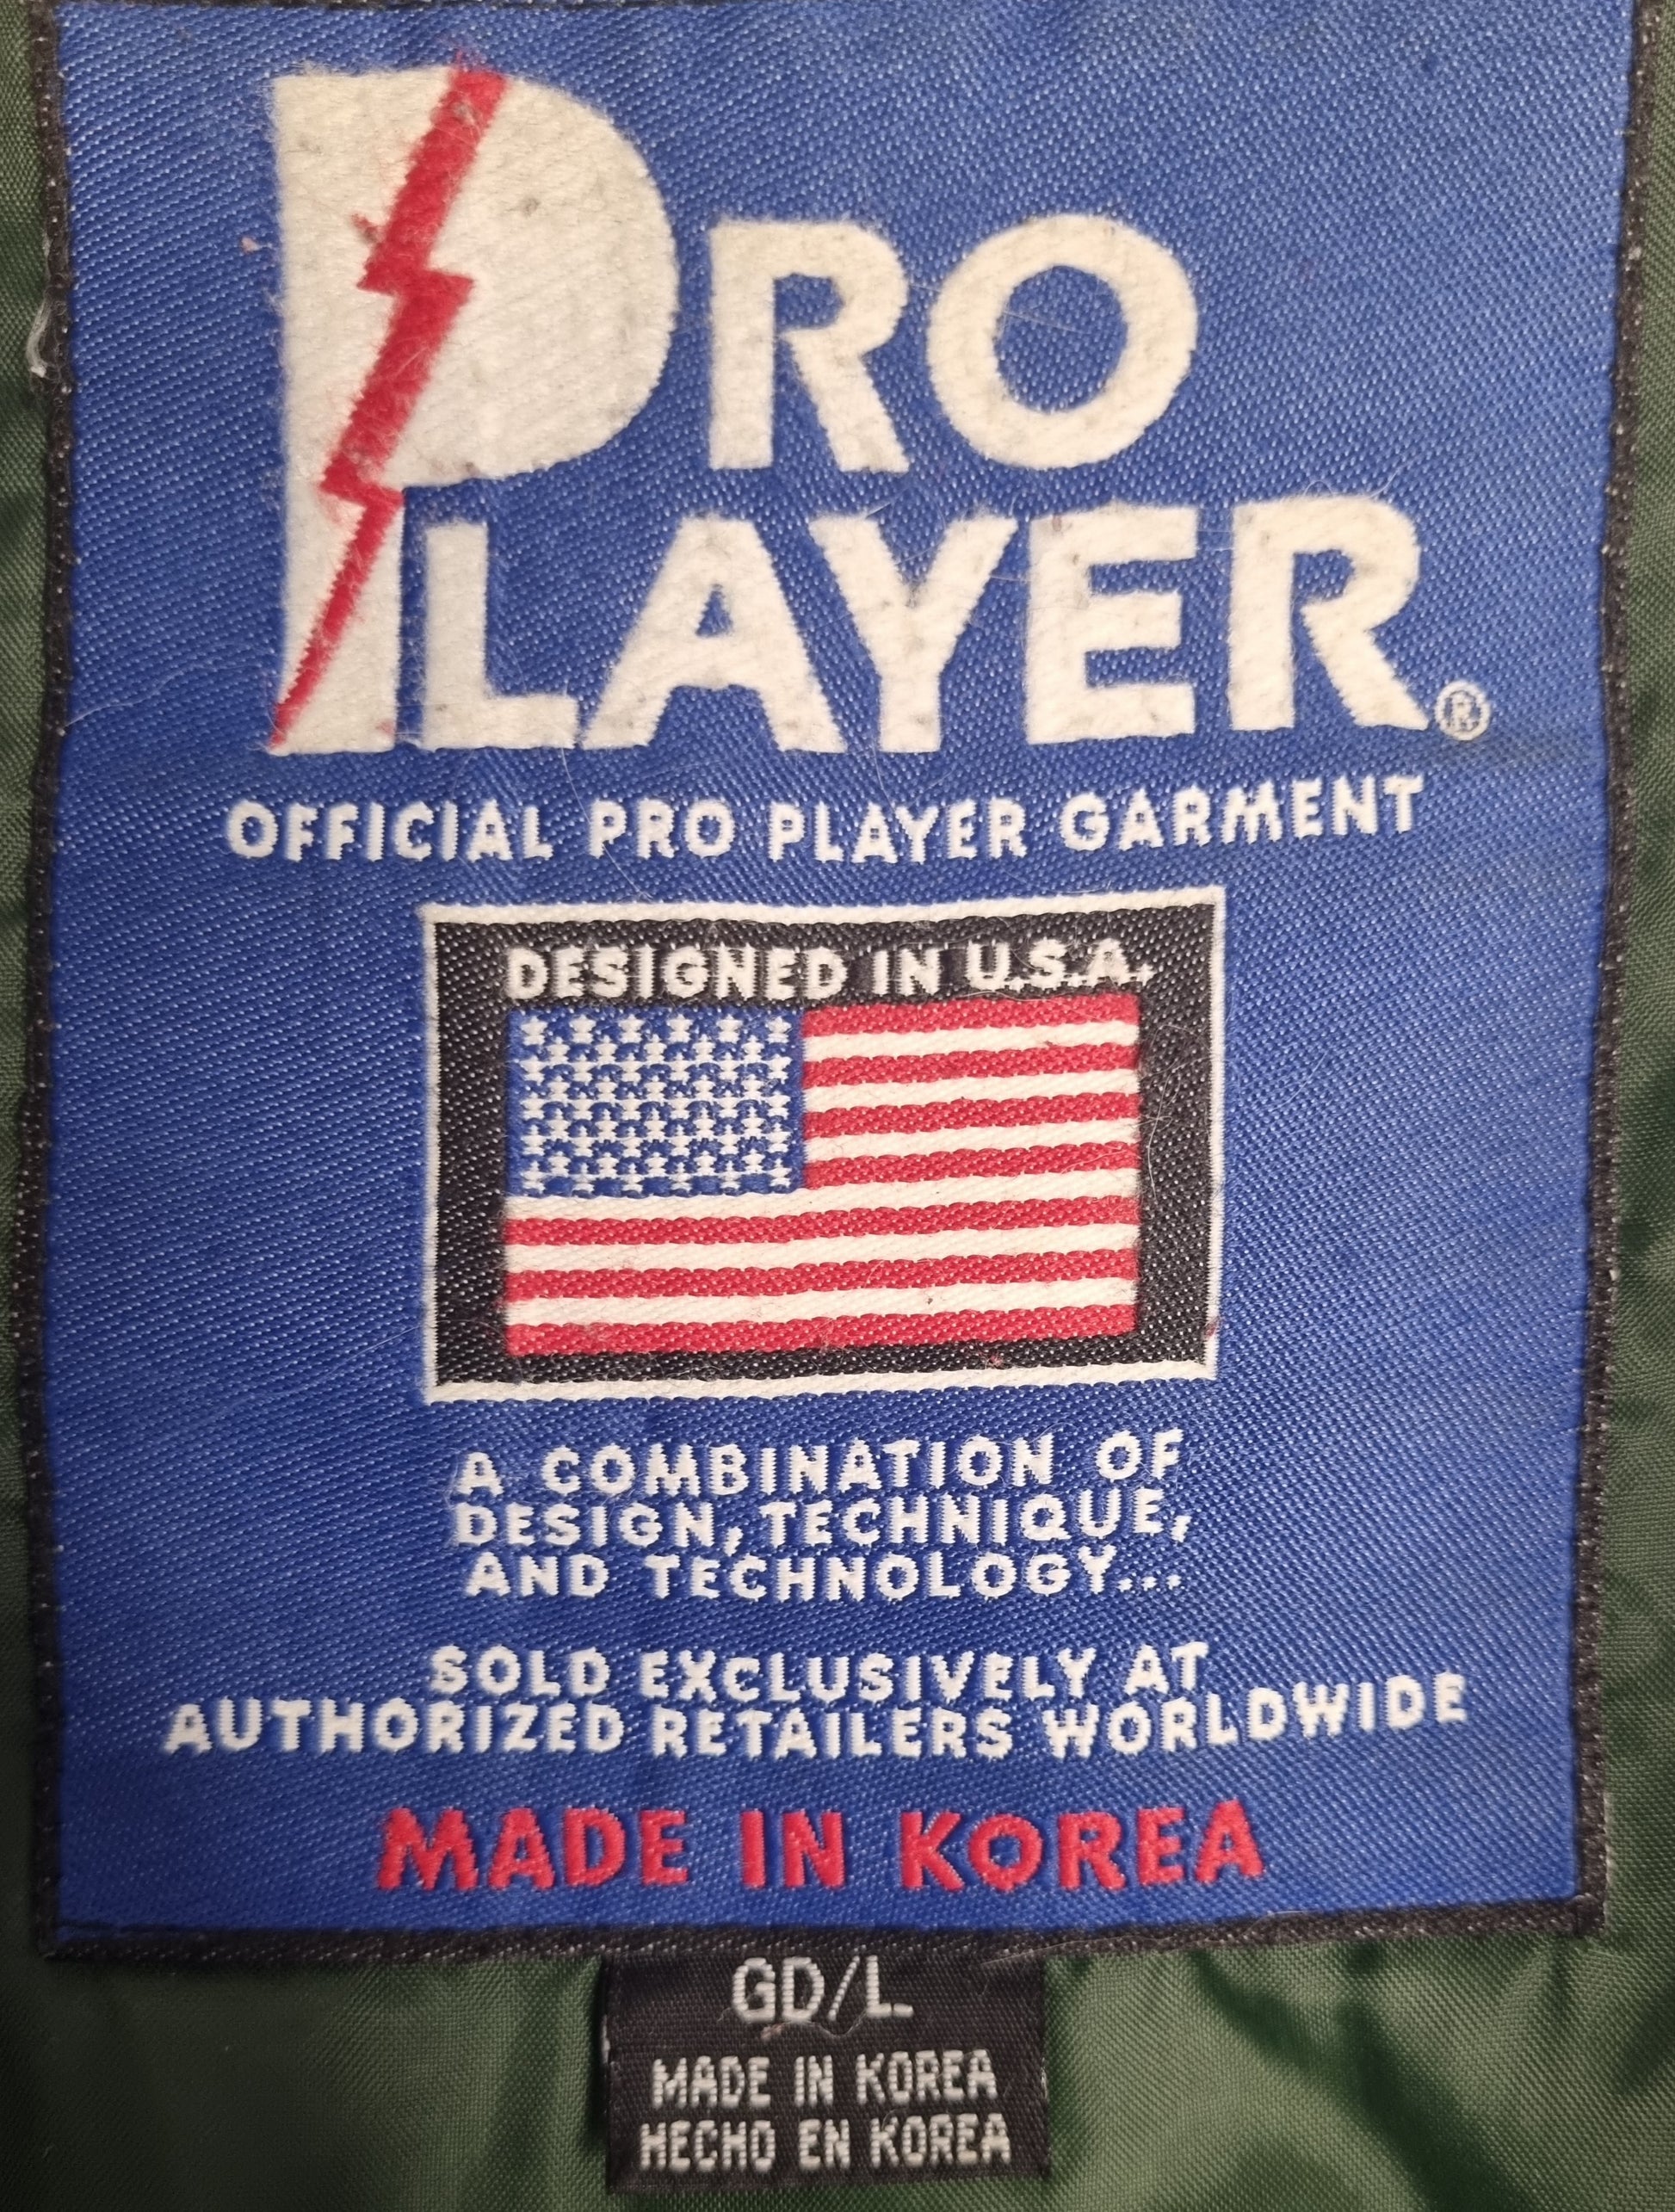 PRO
PLAYER®
OFFICIAL PRO PLAYER GARMENT
DESIGNED IN U.S.A.
A COMBINATION OF
DESIGN, TECHNIQUE,
AND TECHNOLOGY...
SOLD EXCLUSIVELY AT
AUTHORIZED RETAILERS WORLDWIDE
MADE IN KOREA
GD/L
MADE IN KOREA
HECHO EN KOREA